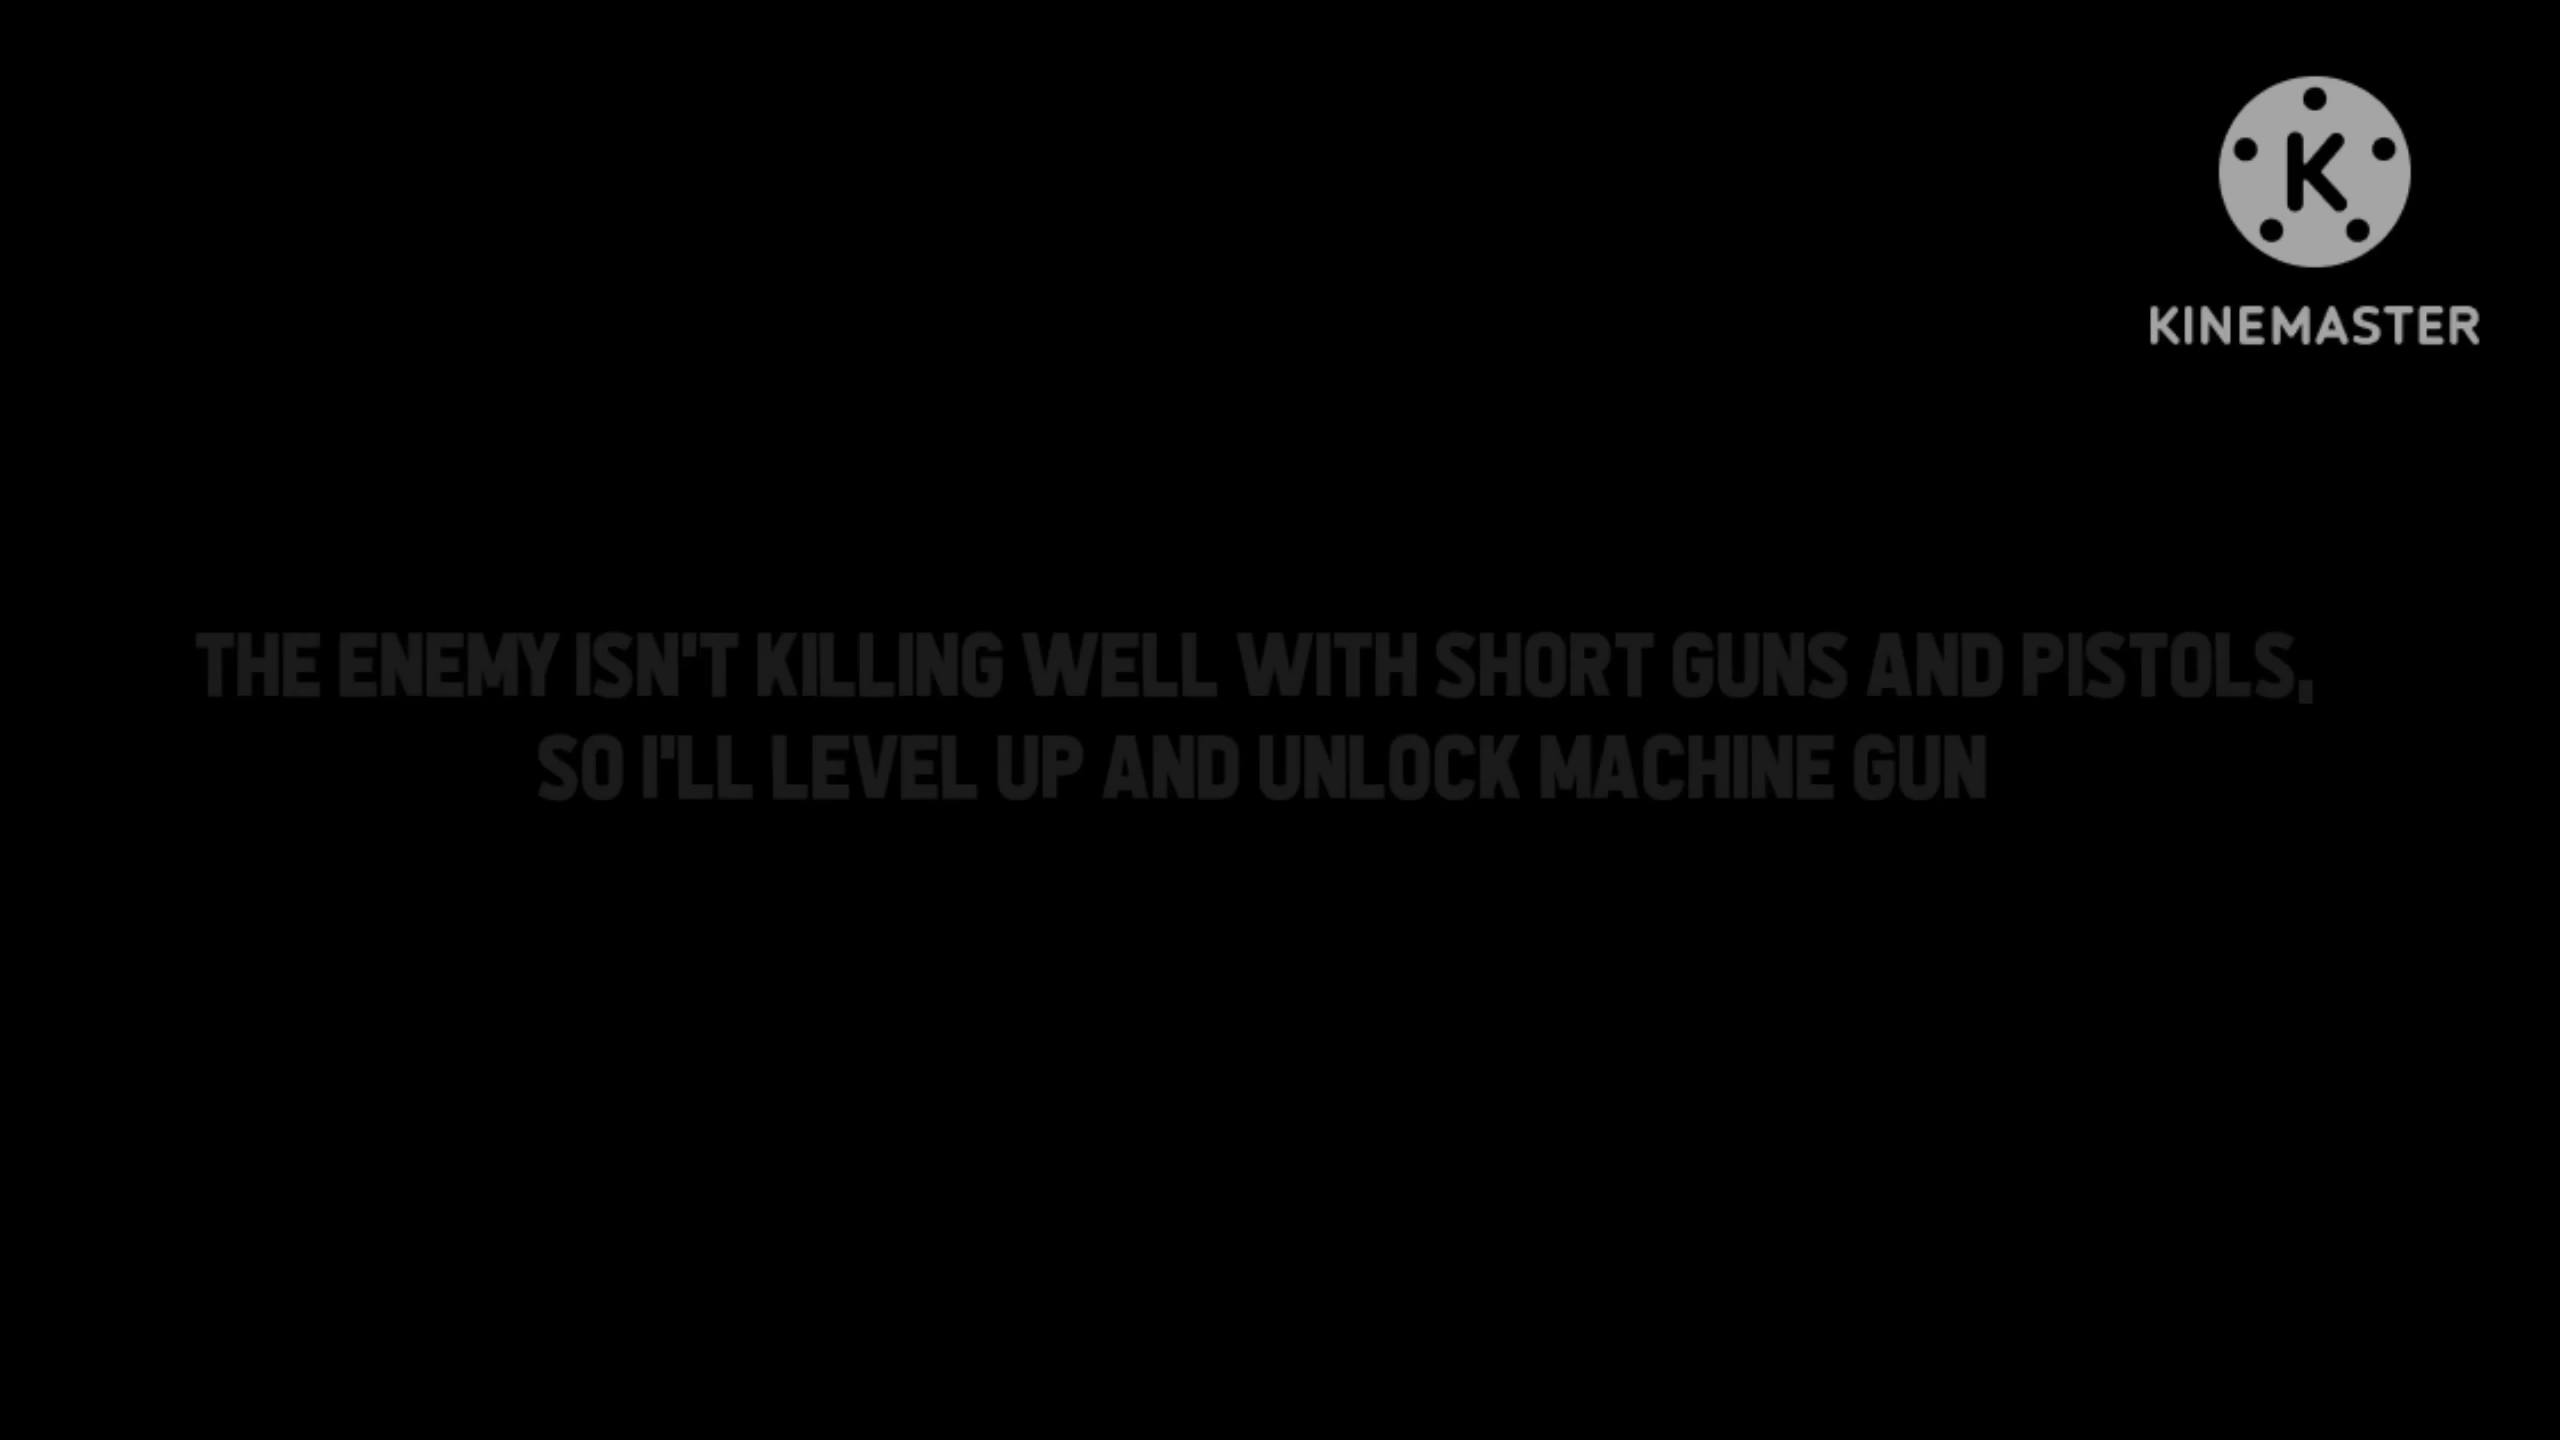 K
KINEMASTER
THE ENEMY ISN'T KILLING WELL WITH SHORT GUNS AND PISTOLS,
SO I'LL LEVEL UP AND UNLOCK MACHINE GUN